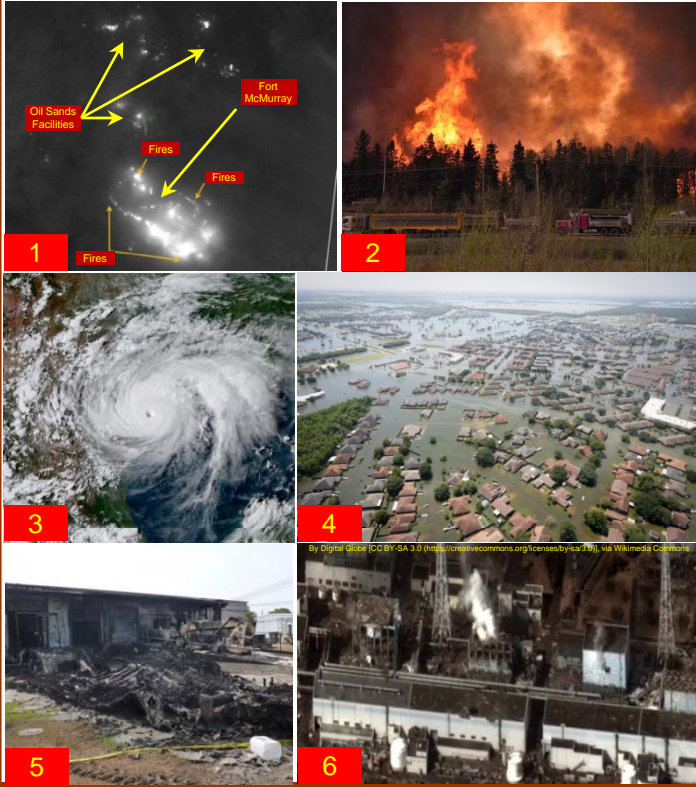 Oil Sands
Facilities
Fort
McMurray
Fires
Fires
Fires
1
2
3
4
By Digital Globe [CC BY-SA 3.0 (https://creativecommons.org/licenses/by-sa/3.0)], via Wikimedia Commons
5
6